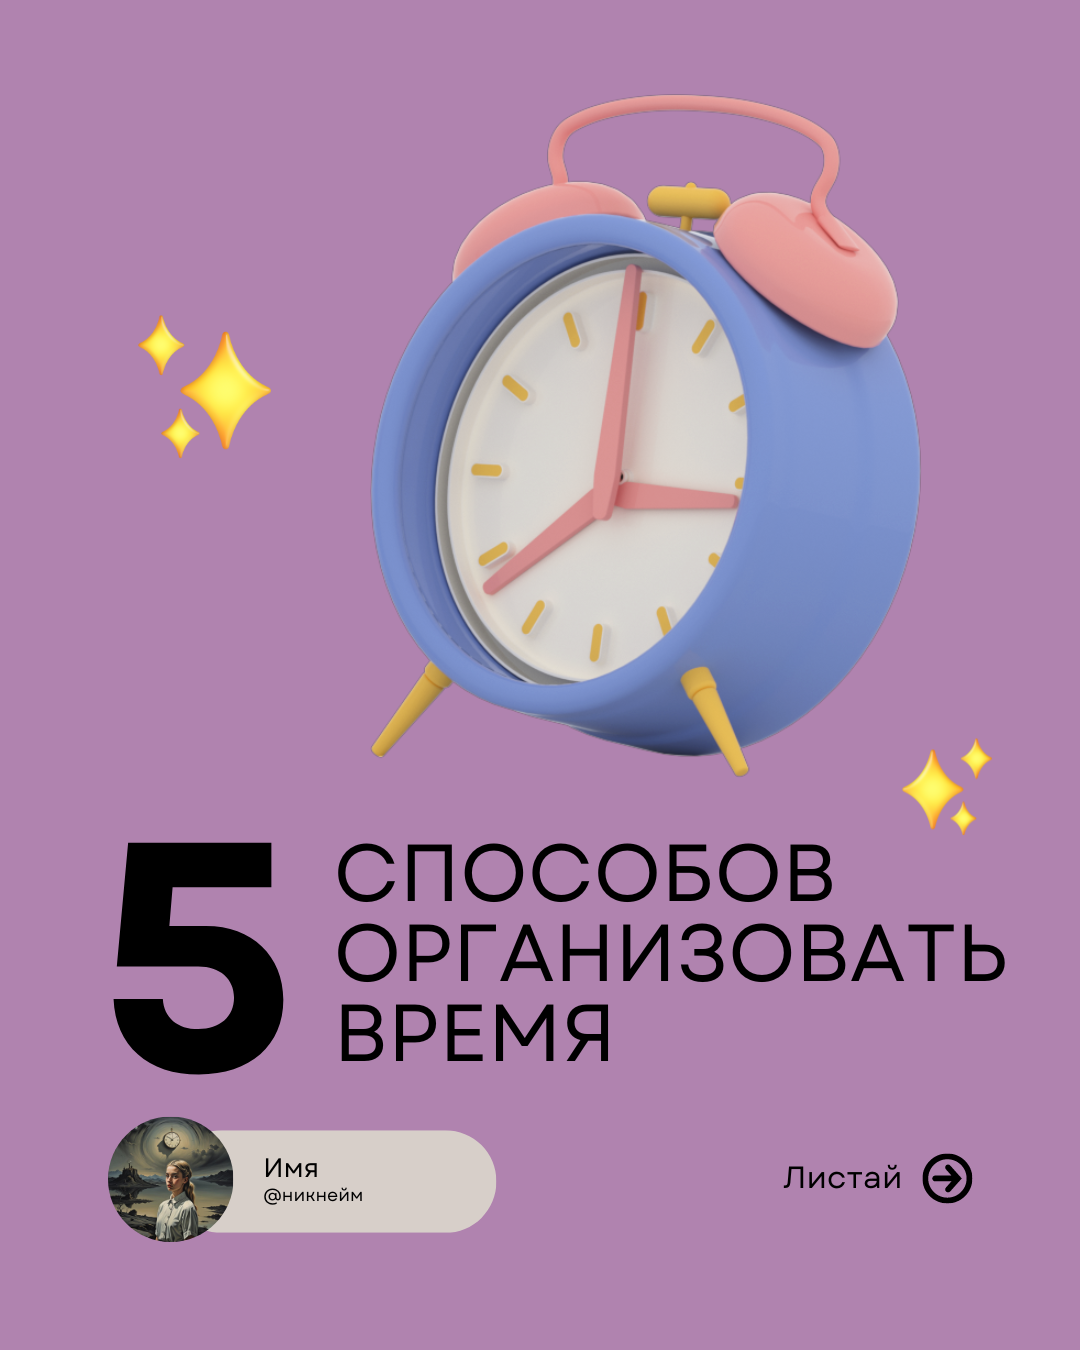 5
СПОСОБОВ
ОРГАНИЗОВАТЬ
ВРЕМЯ
Имя
@никнейм
Листай